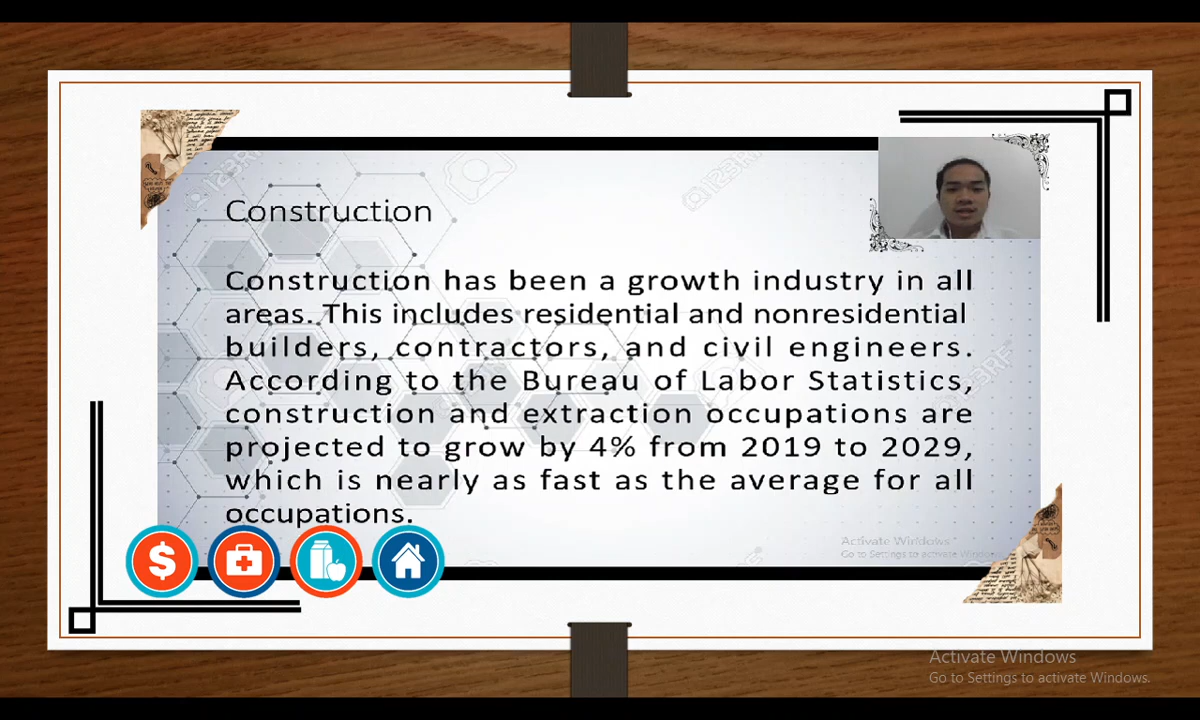 Construction
Construction has been a growth industry in all
areas. This includes residential and nonresidential
builders, contractors, and civil engineers.
According to the Bureau of Labor Statistics,
construction and extraction occupations are
projected to grow by 4% from 2019 to 2029,
which is nearly as fast as the average for all
occupations.
$
Activate Windows
Go to Settings to activate Windows
Activate Windows
Go to Settings to activate Windows.